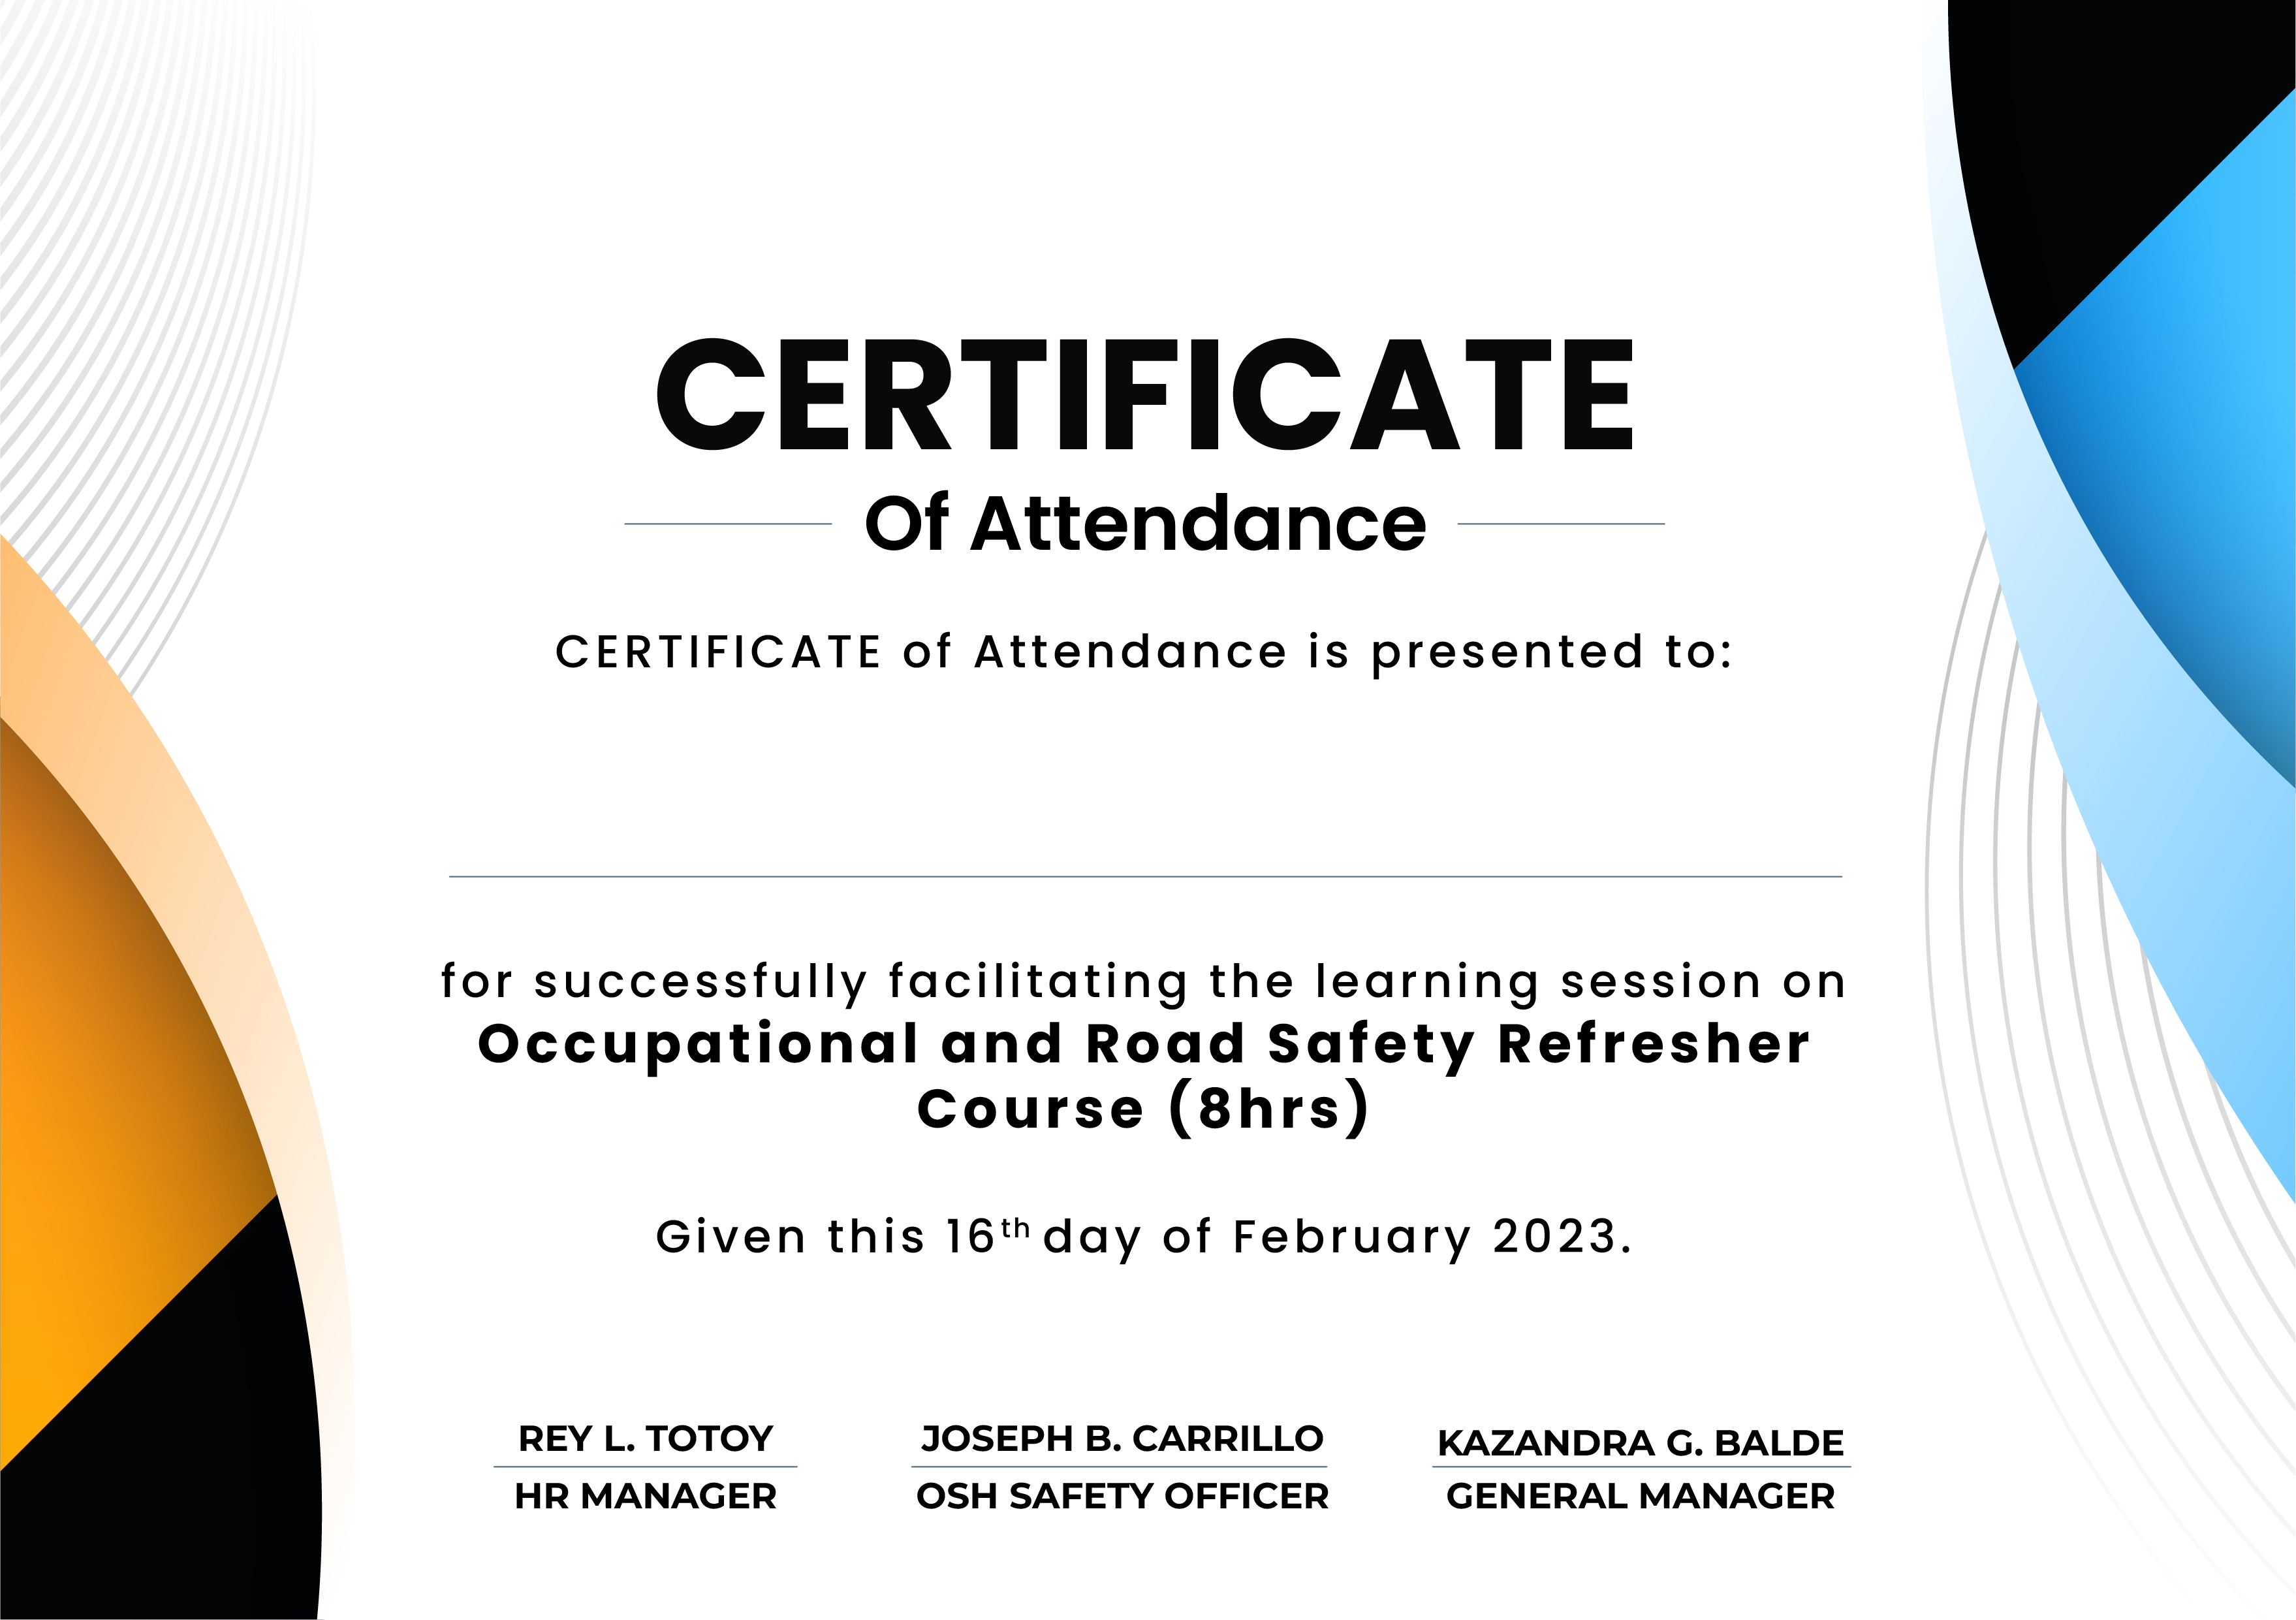 CERTIFICATE
Of Attendance
CERTIFICATE of Attendance is presented to:
for successfully facilitating the learning session on
Occupational and Road Safety Refresher
Course (8hrs)
Given this 16th day of February 2023.
REY L. TOTOY
HR MANAGER
JOSEPH B. CARRILLO
OSH SAFETY OFFICER
KAZANDRA G. BALDE
GENERAL MANAGER